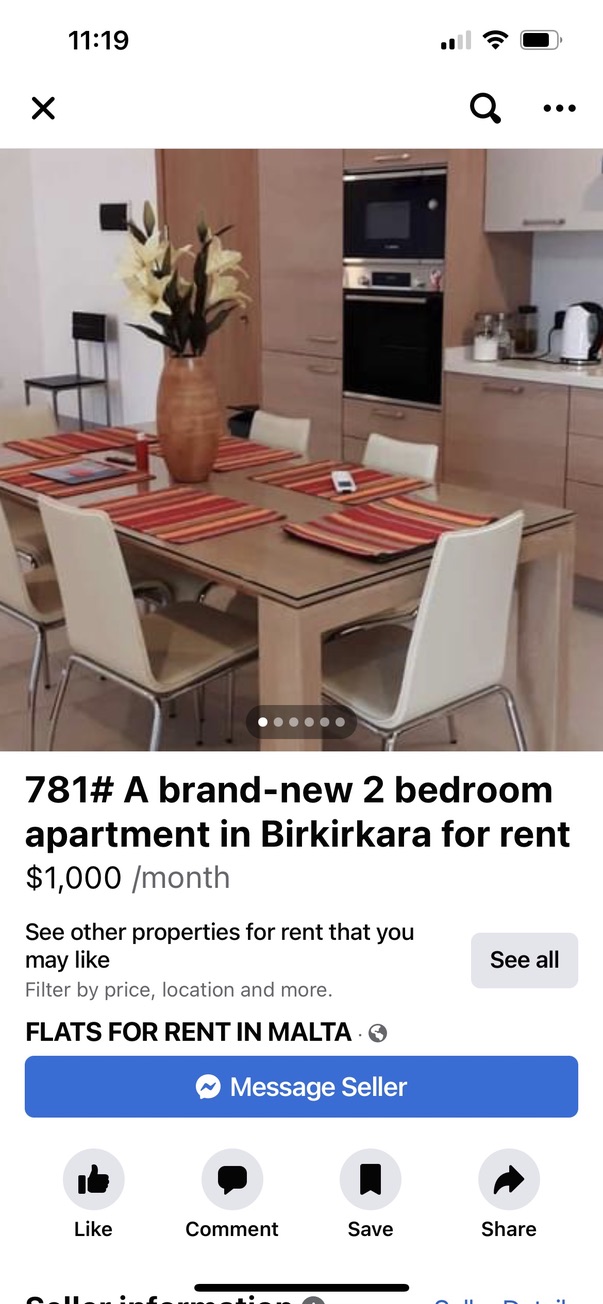 11:19
781# A brand-new 2 bedroom
apartment in Birkirkara for rent
$1,000 /month
See other properties for rent that you
may like
See all
Filter by price, location and more.
FLATS FOR RENT IN MALTA ·
Message Seller
Like
Comment
Save
Share
Seller information